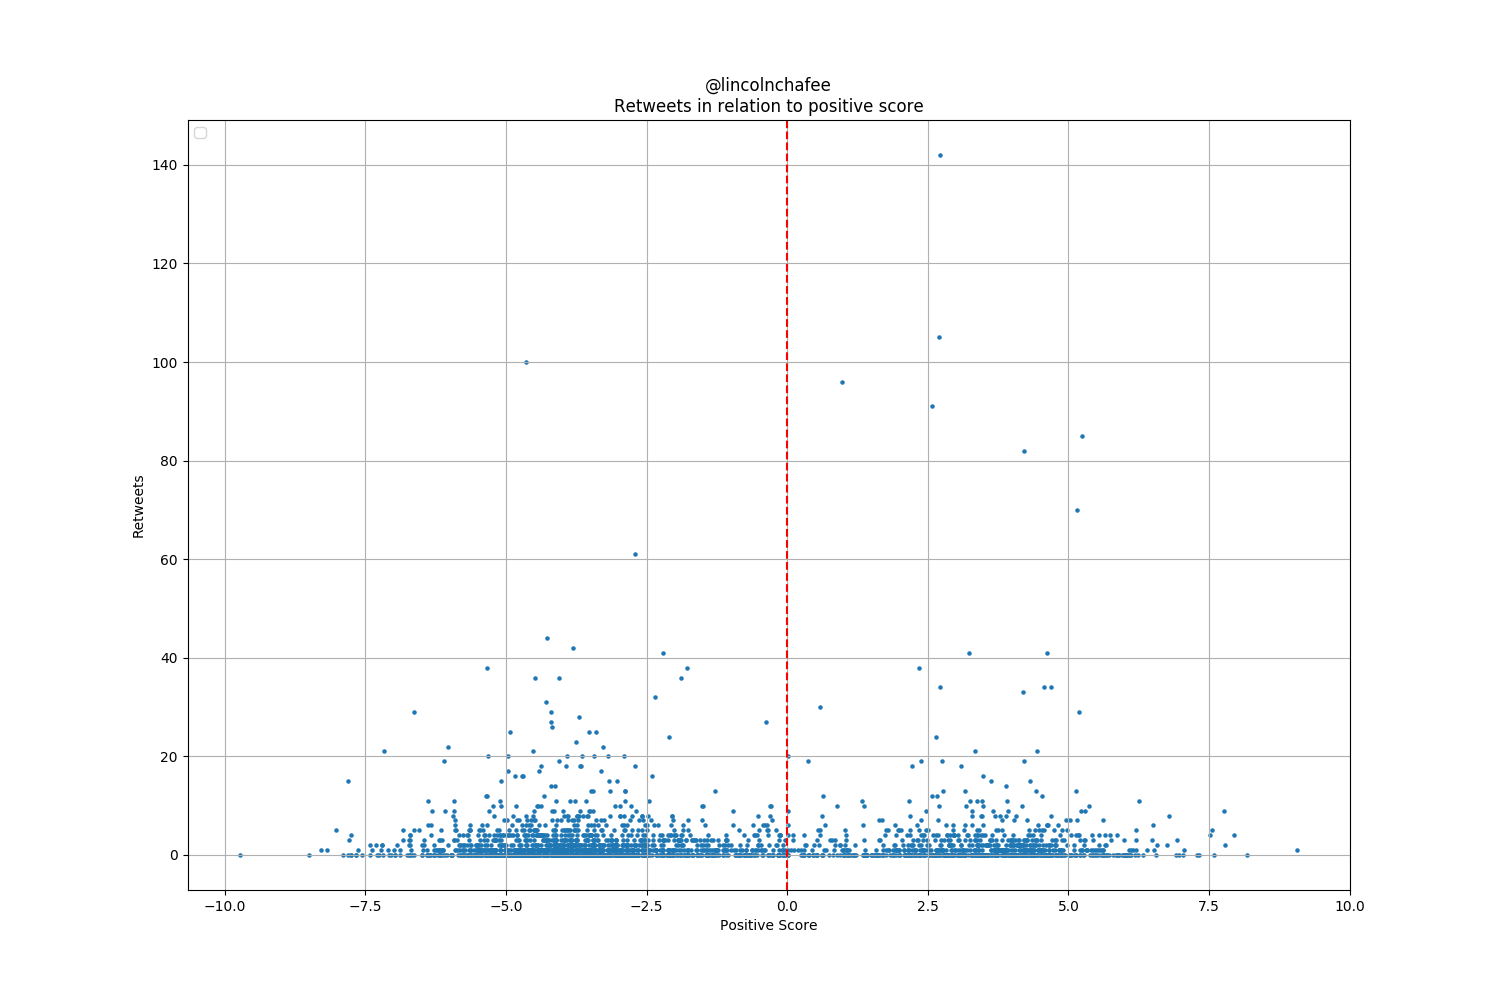 @lincolnchafee
Retweets in relation to positive score
140
120
100
80
60
40
20
0
Retweets
−10.0 −7.5 −5.0 −2.5 0.0 2.5 5.0 7.5 10.0
Positive Score